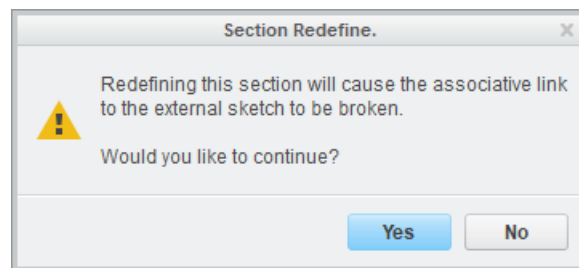 Section Redefine.
Redefining this section will cause the associative link
to the external sketch to be broken.
Would you like to continue?
Yes No